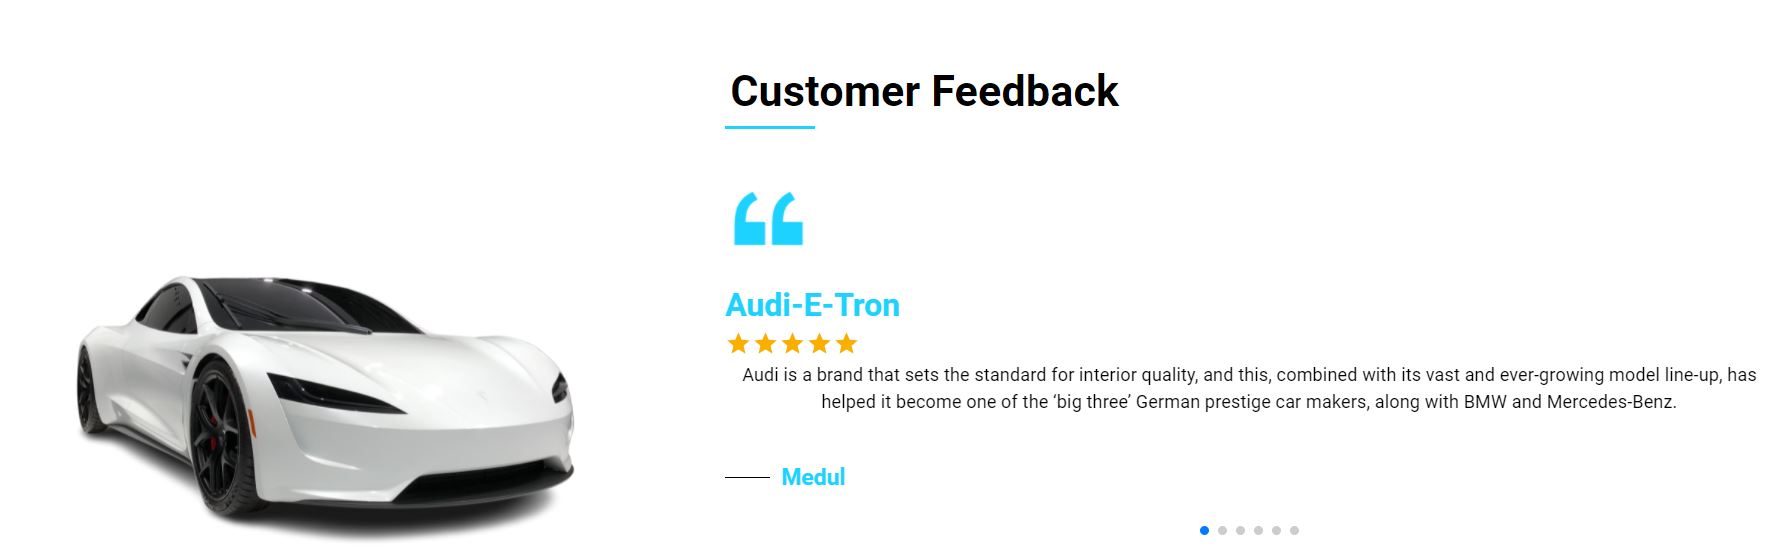 Customer Feedback
Audi-E-Tron
Audi is a brand that sets the standard for interior quality, and this, combined with its vast and ever-growing model line-up, has
helped it become one of the ‘big three’ German prestige car makers, along with BMW and Mercedes-Benz.
Medul